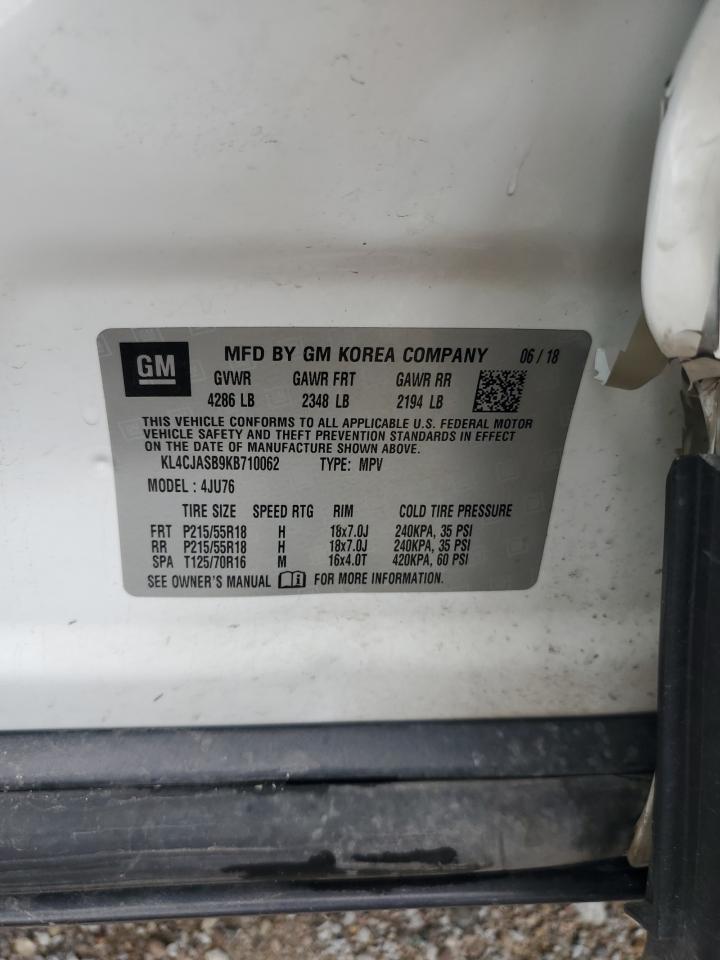 GM MFD BY GM KOREA COMPANY 06 / 18
GVWR GAWR FRT GAWR RR
4286 LB 2348 LB 2194 LB
THIS VEHICLE CONFORMS TO ALL APPLICABLE U.S. FEDERAL MOTOR
VEHICLE SAFETY AND THEFT PREVENTION STANDARDS IN EFFECT
ON THE DATE OF MANUFACTURE SHOWN ABOVE.
KL4CJASB9KB710062 TYPE: MPV
MODEL : 4JU76
TIRE SIZE SPEED RTG RIM COLD TIRE PRESSURE
FRT P215/55R18 H 18x7.0J 240KPA, 35 PSI
RR P215/55R18 H 18x7.0J 240KPA, 35 PSI
SPA T125/70R16 M 16x4.0T 420KPA, 60 PSI
SEE OWNER'S MANUAL FOR MORE INFORMATION.